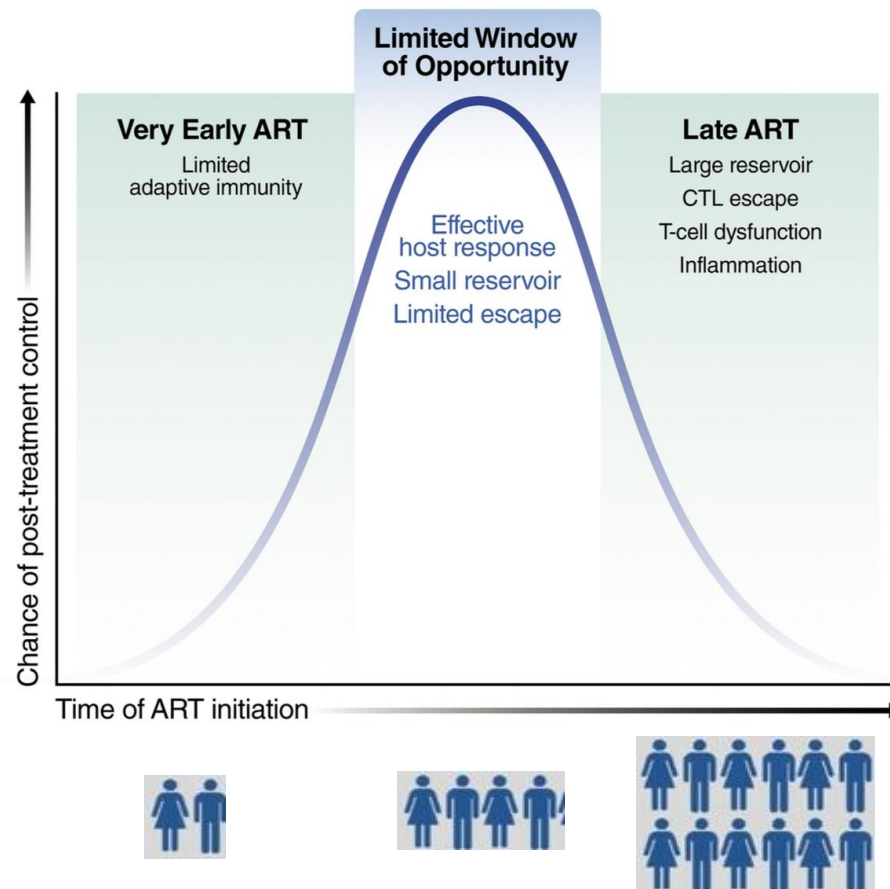 Limited Window
of Opportunity
Very Early ART
Limited
adaptive immunity
Effective
host response
Small reservoir
Limited escape
Late ART
Large reservoir
CTL escape
T-cell dysfunction
Inflammation
Chance of post-treatment control
Time of ART initiation